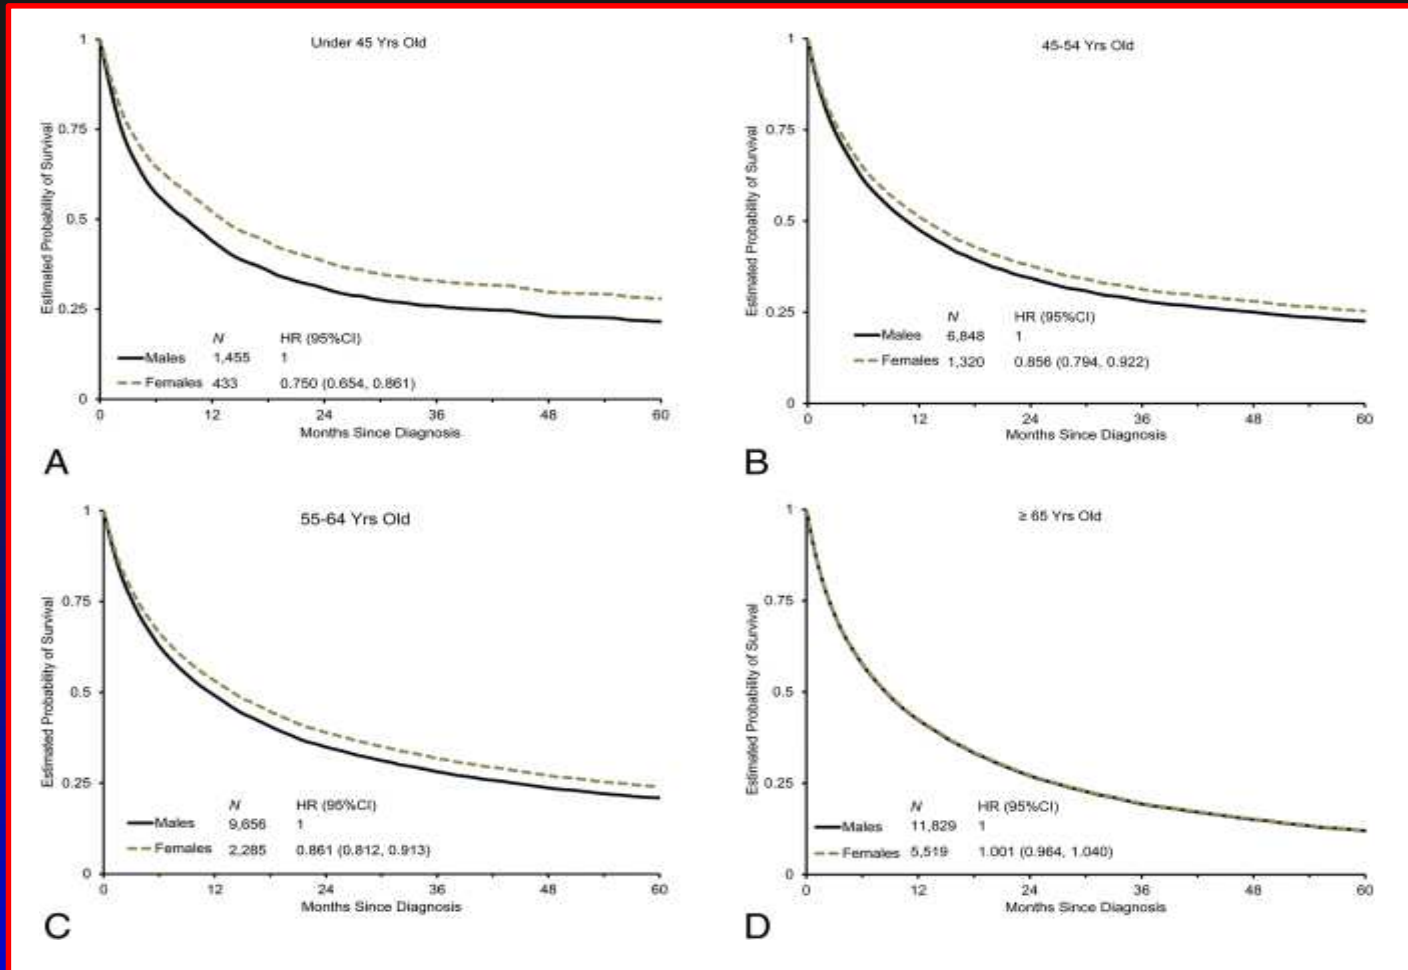 Under 45 Yrs Old
1
0.75
0.5
0.25
0
Estimated Probability of Survival
N HR (95%CI)
Males 1,455 1
Females 433 0.750 (0.654, 0.861)
0 12 24 36 48 60
Months Since Diagnosis
A
45-54 Yrs Old
1
0.75
0.5
0.25
0
Estimated Probability of Survival
N HR (95%CI)
Males 6,848 1
Females 1,320 0.856 (0.794, 0.922)
0 12 24 36 48 60
Months Since Diagnosis
B
55-64 Yrs Old
1
0.75
0.5
0.25
0
Estimated Probability of Survival
N HR (95%CI)
Males 9,656 1
Females 2,285 0.861 (0.812, 0.913)
0 12 24 36 48 60
Months Since Diagnosis
C
≥ 65 Yrs Old
1
0.75
0.5
0.25
0
Estimated Probability of Survival
N HR (95%CI)
Males 11,829 1
Females 5,519 1.001 (0.964, 1.040)
0 12 24 36 48 60
Months Since Diagnosis
D